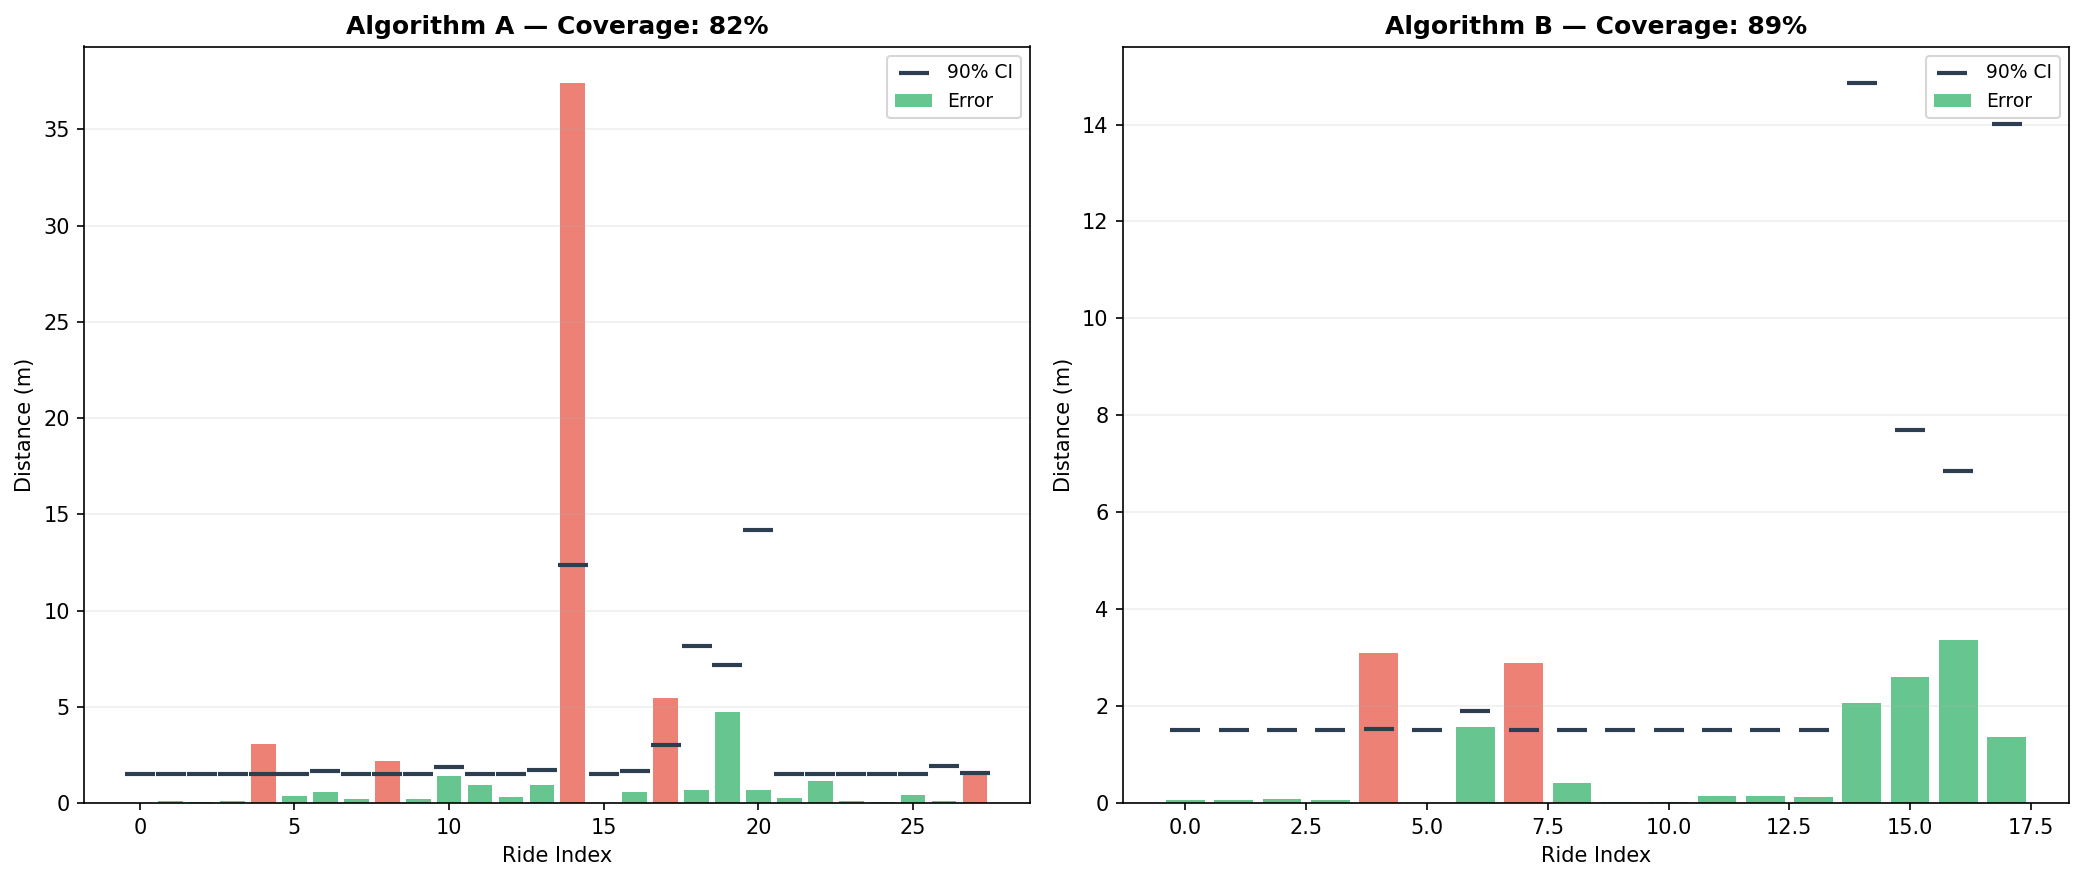 Algorithm A — Coverage: 82%
90% CI
Error
Distance (m)
35
30
25
20
15
10
5
0
0 5 10 15 20 25
Ride Index
Algorithm B — Coverage: 89%
90% CI
Error
Distance (m)
14
12
10
8
6
4
2
0
0.0 2.5 5.0 7.5 10.0 12.5 15.0 17.5
Ride Index